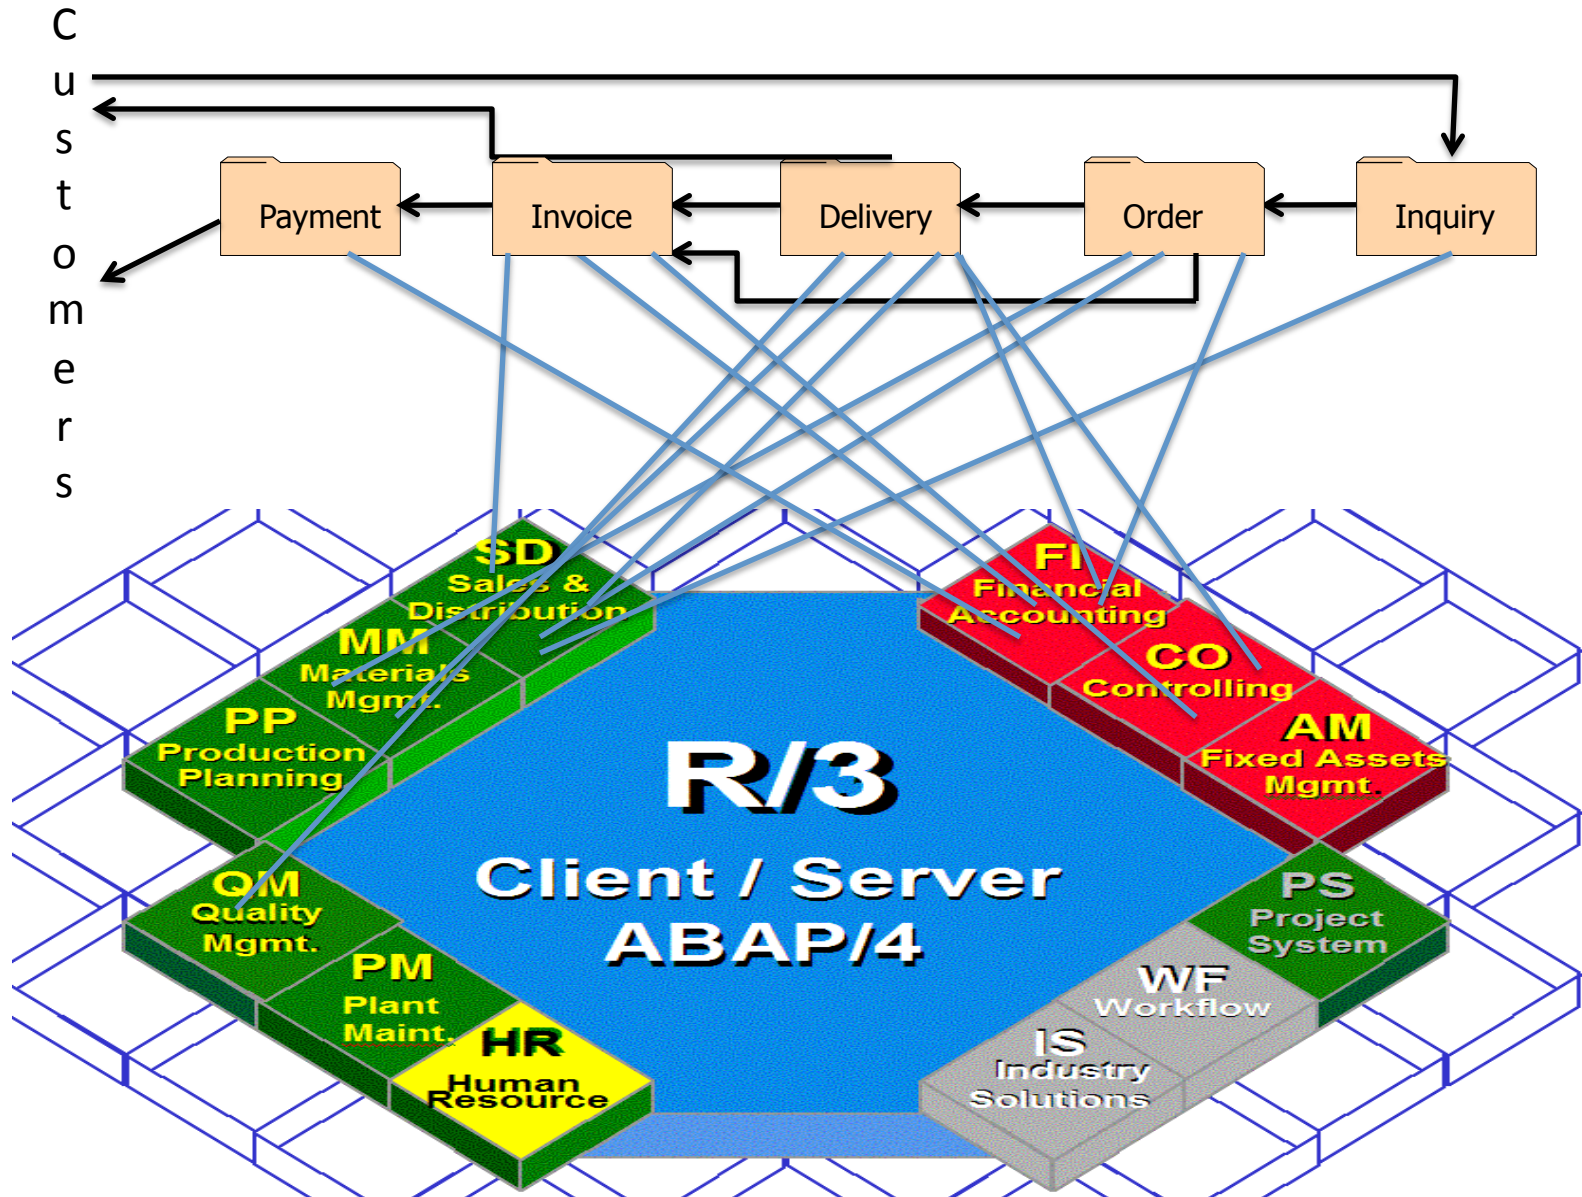 C
u
s
t
o
m
e
r
s
Payment
Invoice
Delivery
Order
Inquiry
SD
Sales &
Distribution
MM
Materials
Mgmt.
PP
Production
Planning
QM
Quality
Mgmt.
PM
Plant
Maint.
HR
Human
Resource
R/3
Client / Server
ABAP/4
FI
Financial
Accounting
CO
Controlling
AM
Fixed Assets
Mgmt.
PS
Project
System
WF
Workflow
IS
Industry
Solutions